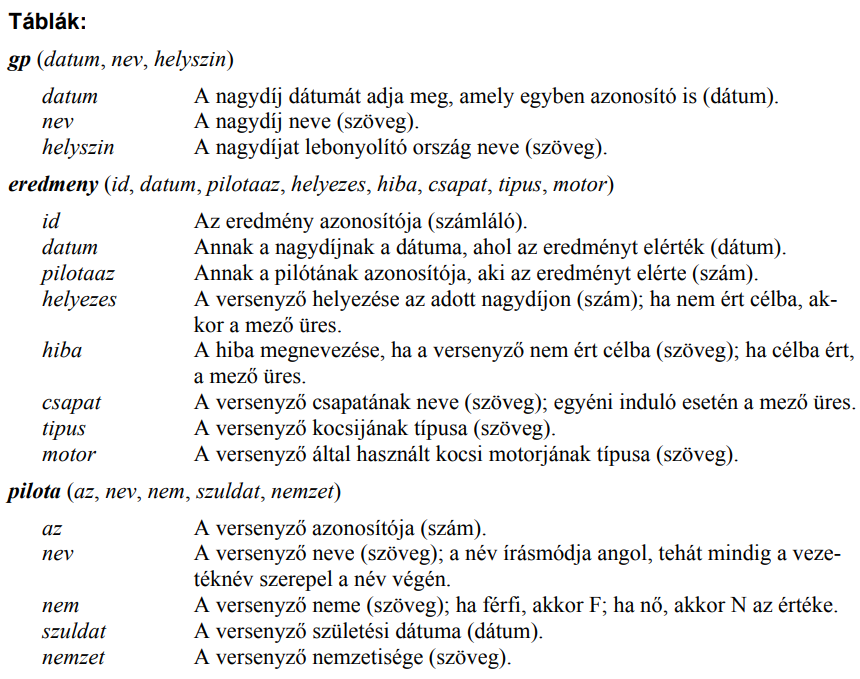 Táblák:
gp (datum, nev, helyszin)
datum A nagydíj dátumát adja meg, amely egyben azonosító is (dátum).
nev A nagydíj neve (szöveg).
helyszin A nagydíjat lebonyolító ország neve (szöveg).
eredmeny (id, datum, pilotaaz, helyezes, hiba, csapat, tipus, motor)
id Az eredmény azonosítója (számláló).
datum Annak a nagydíjnak a dátuma, ahol az eredményt elérték (dátum).
pilotaaz Annak a pilótának azonosítója, aki az eredményt elérte (szám).
helyezes A versenyző helyezése az adott nagydíjon (szám); ha nem ért célba, ak-
kor a mező üres.
hiba A hiba megnevezése, ha a versenyző nem ért célba (szöveg); ha célba ért,
a mező üres.
csapat A versenyző csapatának neve (szöveg); egyéni induló esetén a mező üres.
tipus A versenyző kocsijának típusa (szöveg).
motor A versenyző által használt kocsi motorjának típusa (szöveg).
pilota (az, nev, nem, szuldat, nemzet)
az A versenyző azonosítója (szám).
nev A versenyző neve (szöveg); a név írásmódja angol, tehát mindig a veze-
téknév szerepel a név végén.
nem A versenyző neme (szöveg); ha férfi, akkor F; ha nő, akkor N az értéke.
szuldat A versenyző születési dátuma (dátum).
nemzet A versenyző nemzetisége (szöveg).